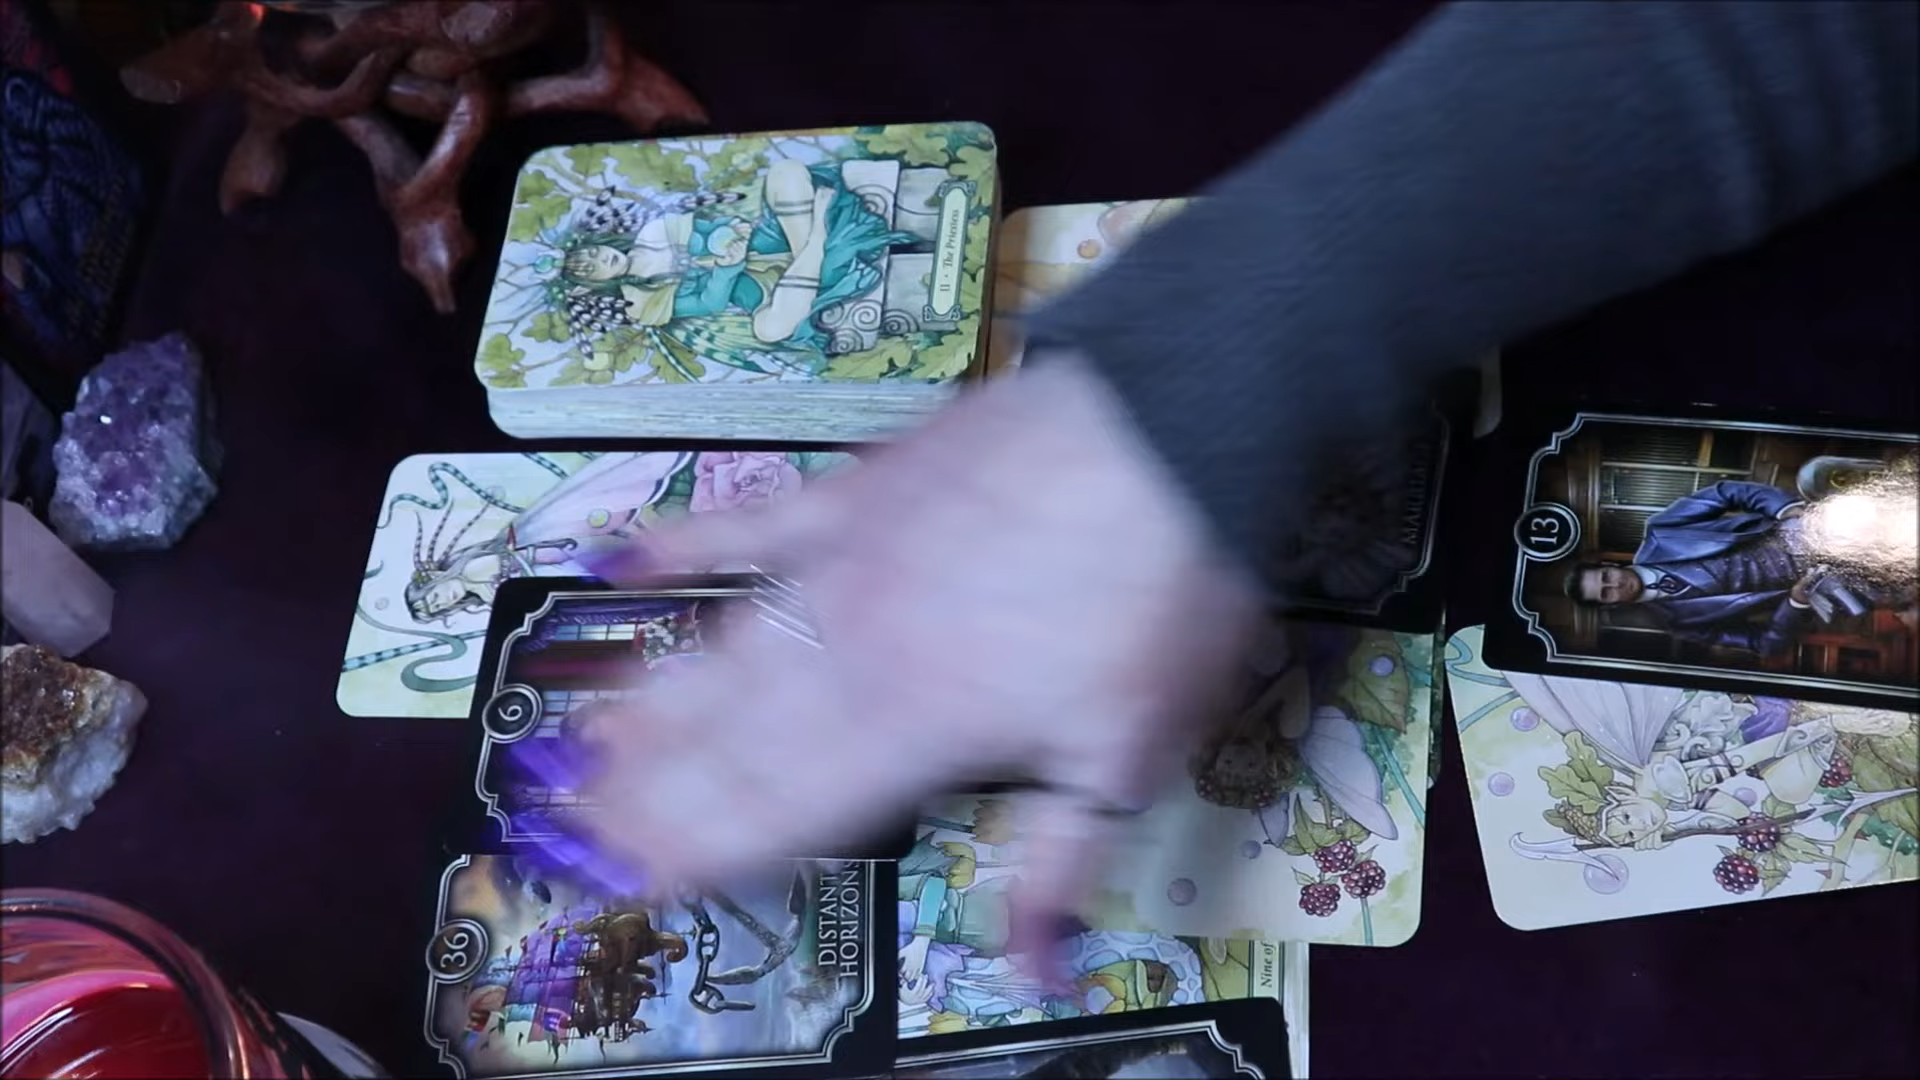 II • The Priestess
13
6
36
DISTANT
HORIZONS
Nine of